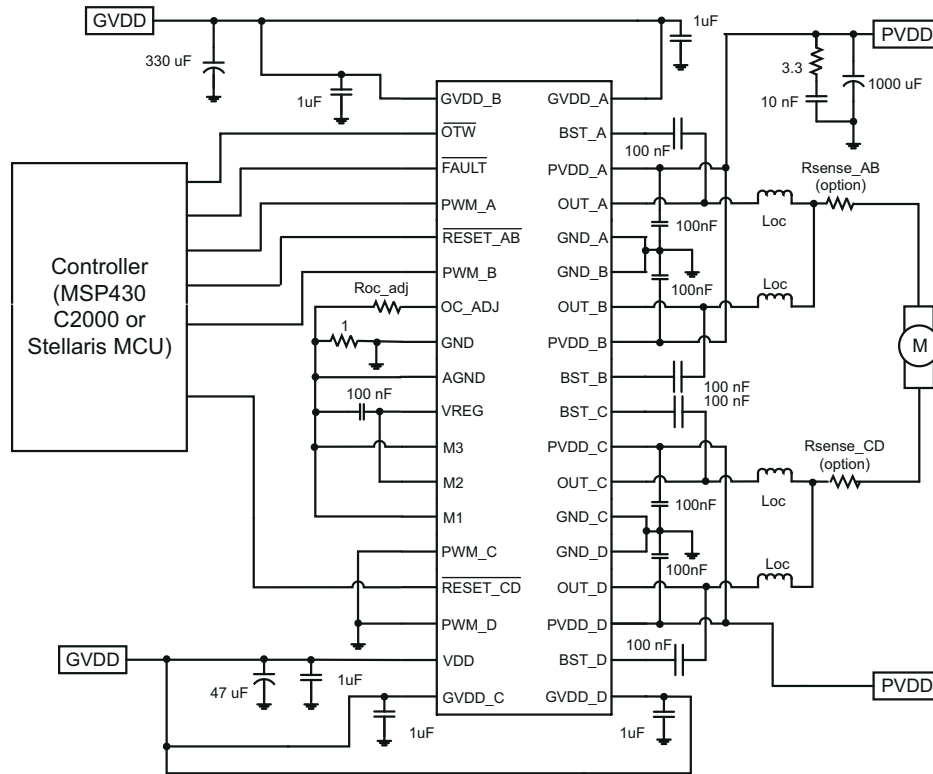 GVDD
1uF
PVDD
330 uF
1uF
3.3
10 nF
1000 uF
GVDD_B
OTW
FAULT
PWM_A
RESET_AB
PWM_B
OC_ADJ
GND
AGND
VREG
M3
M2
M1
PWM_C
RESET_CD
PWM_D
VDD
GVDD_C
GVDD_A
BST_A
PVDD_A
OUT_A
GND_A
GND_B
OUT_B
PVDD_B
BST_B
BST_C
PVDD_C
OUT_C
GND_C
GND_D
OUT_D
PVDD_D
BST_D
GVDD_D
Controller
(MSP430
C2000 or
Stellaris MCU)
Roc_adj
1
100 nF
100 nF
100nF
100nF
100 nF
100 nF
100nF
100nF
100 nF
Rsense_AB
(option)
Loc
Loc
M
Rsense_CD
(option)
Loc
Loc
GVDD
47 uF
1uF
1uF
1uF
PVDD